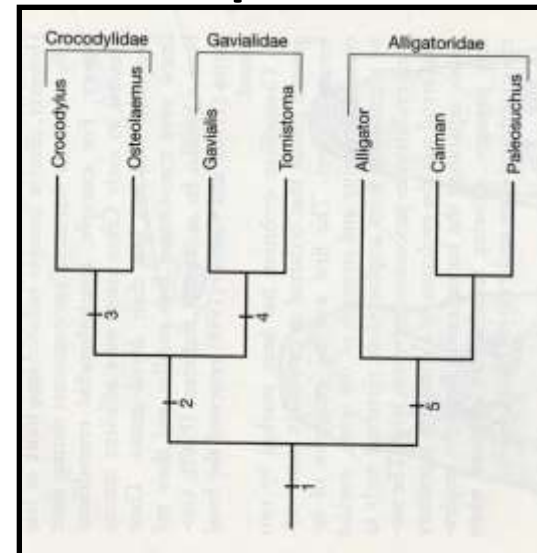 Crocodylidae
Gavialidae
Alligatoridae
Crocodylus
Osteolaemus
Gavialis
Tomistoma
Alligator
Caiman
Paleosuchus
3
4
2
5
1